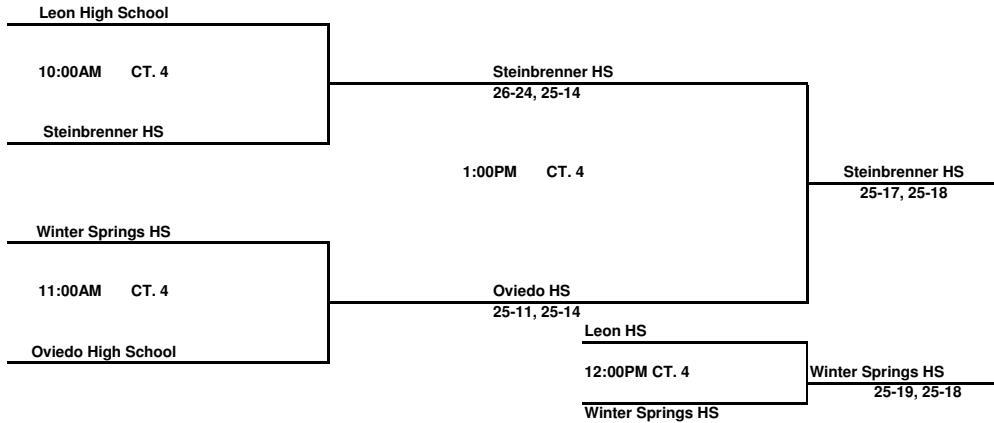 Leon High School
10:00AM CT. 4
Steinbrenner HS
26-24, 25-14
Steinbrenner HS
1:00PM CT. 4
Steinbrenner HS
25-17, 25-18
Winter Springs HS
11:00AM CT. 4
Oviedo HS
25-11, 25-14
Leon HS
Oviedo High School
12:00PM CT. 4
Winter Springs HS
25-19, 25-18
Winter Springs HS